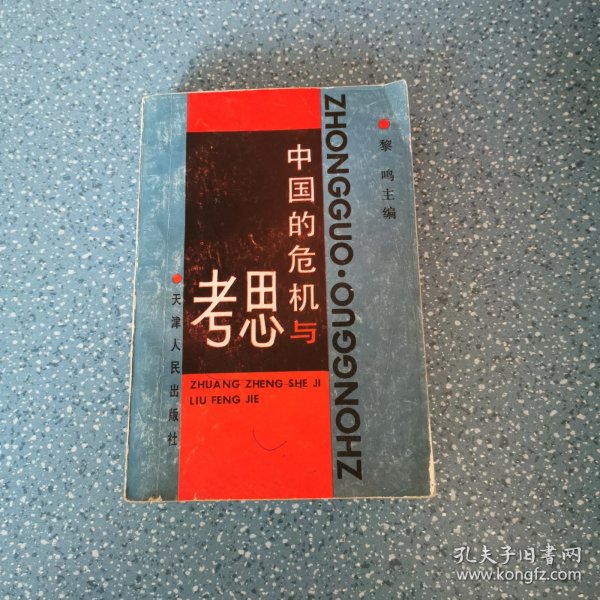 ZHONGGUO·OUGGNOHZ
黎鸣主编
中国的危机与
思考
ZHUANG ZHENG SHE JI
LIU FENG JIE
天津人民出版社
孔夫子旧书网
www.kongfz.com